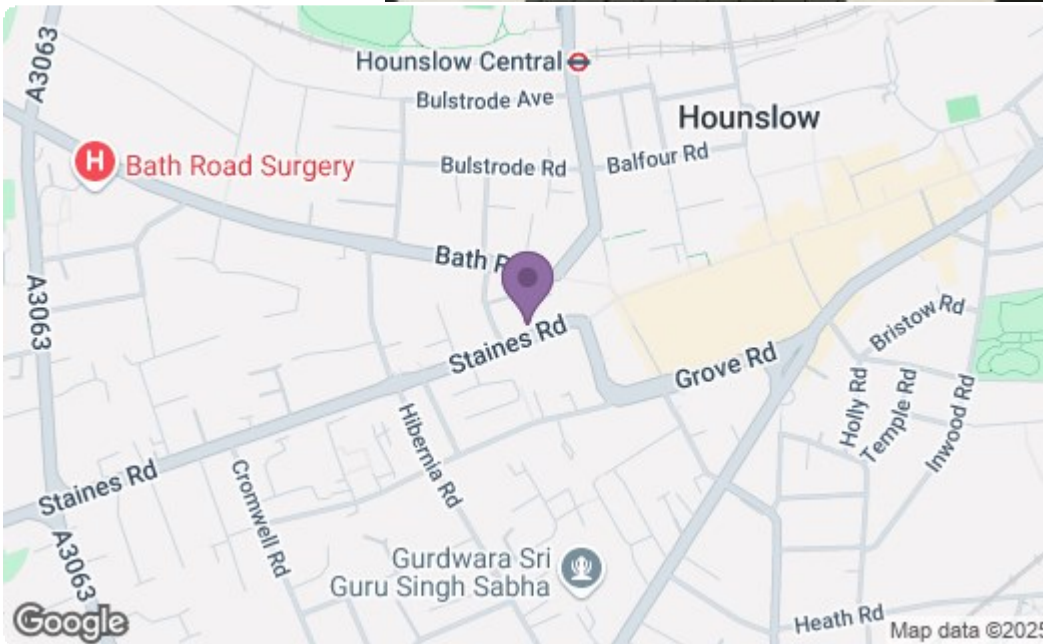 A3063
Hounslow Central
Bulstrode Ave
Hounslow
Bulstrode Rd
Balfour Rd
H
Bath Road Surgery
Bath R
A3063
Staines Rd
Bristow Rd
Grove Rd
Holly Rd
Temple Rd
Inwood Rd
Hibernia Rd
Staines Rd
Cromwell Rd
A3063
Gurdwara Sri
Guru Singh Sabha
Heath Rd
Google
Map data ©2025